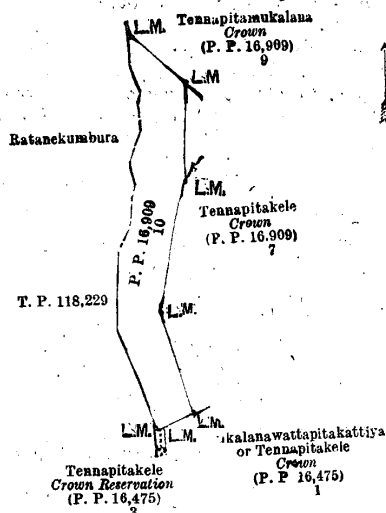 L.M.
Tennapitamukalana
Crown
(P. P. 16,909)
9
L.M
Ratanekumbura
L.M.
Tennapitakele
Crown
(P. P. 16.909)
7
P. P. 16,909
10
T. P. 118,229
L.M.
L.M.
L.M.
L.M.
kalanawattapitakattiya
or Tennapitakele
Crown
(P. P 16,475)
1
Tennapitakele
Crown Reservation
(P. P. 16,475)